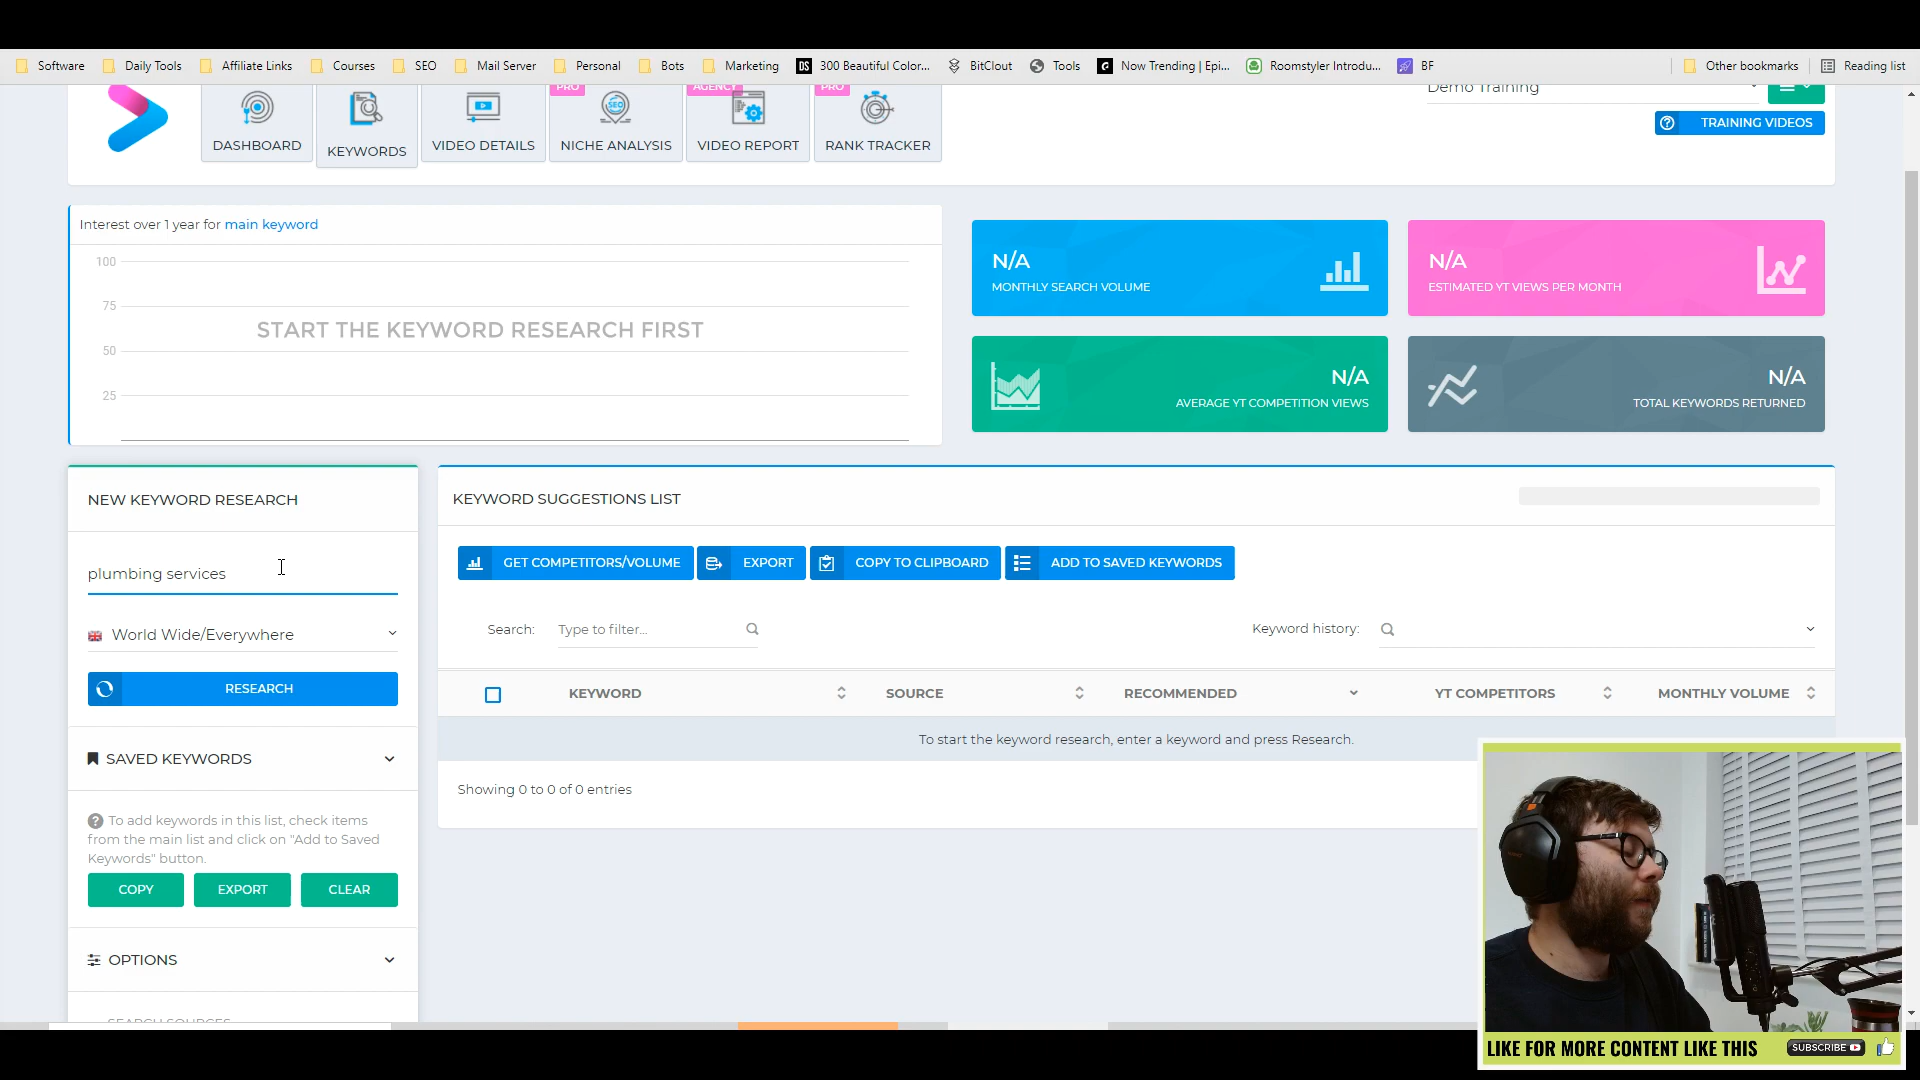 Software Daily Tools Affiliate Links Courses SEO Mail Server Personal Bots Marketing DS 300 Beautiful Color... BitClout Tools Now Trending | Epi... Roomstyler Introdu... BF Other bookmarks Reading list
PRO AGENCY PRO Demo Training
TRAINING VIDEOS
DASHBOARD KEYWORDS VIDEO DETAILS NICHE ANALYSIS VIDEO REPORT RANK TRACKER
Interest over 1 year for main keyword
100
75
START THE KEYWORD RESEARCH FIRST
50
25
N/A
MONTHLY SEARCH VOLUME
N/A
ESTIMATED YT VIEWS PER MONTH
N/A
AVERAGE YT COMPETITION VIEWS
N/A
TOTAL KEYWORDS RETURNED
NEW KEYWORD RESEARCH
plumbing services
World Wide/Everywhere
RESEARCH
SAVED KEYWORDS
To add keywords in this list, check items
from the main list and click on "Add to Saved
Keywords" button.
COPY EXPORT CLEAR
OPTIONS
SEARCH SOURCES
KEYWORD SUGGESTIONS LIST
GET COMPETITORS/VOLUME EXPORT COPY TO CLIPBOARD ADD TO SAVED KEYWORDS
Search: Type to filter... Keyword history:
KEYWORD SOURCE RECOMMENDED YT COMPETITORS MONTHLY VOLUME
To start the keyword research, enter a keyword and press Research.
Showing 0 to 0 of 0 entries
LIKE FOR MORE CONTENT LIKE THIS SUBSCRIBE